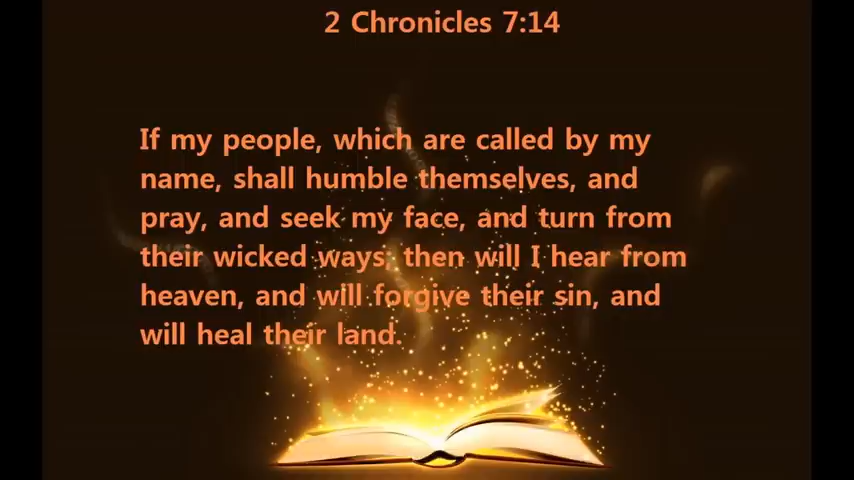 2 Chronicles 7:14
If my people, which are called by my
name, shall humble themselves, and
pray, and seek my face, and turn from
their wicked ways; then will I hear from
heaven, and will forgive their sin, and
will heal their land.